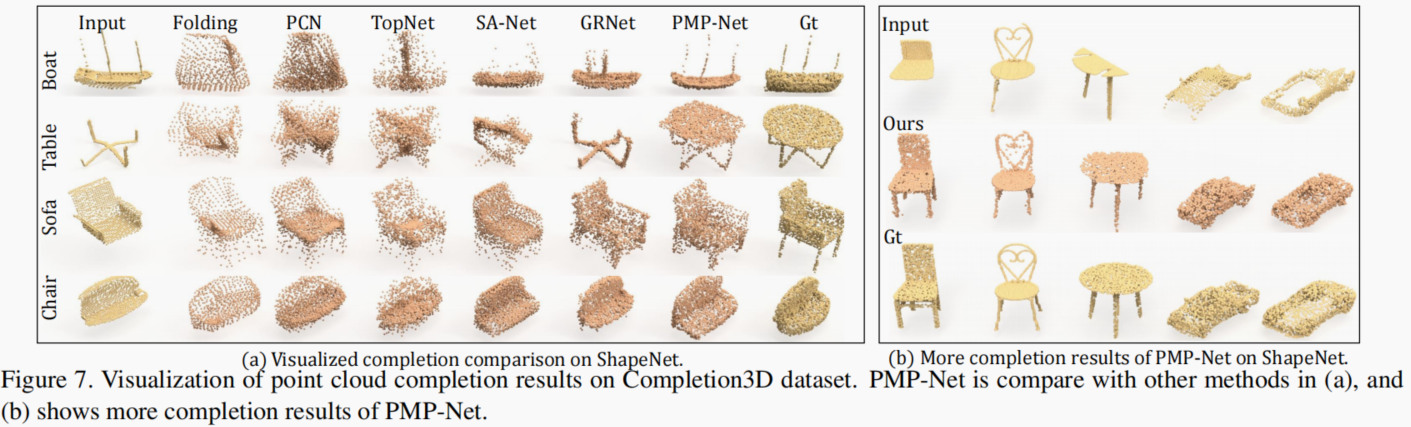 Input Folding PCN TopNet SA-Net GRNet PMP-Net Gt
Boat
Table
Sofa
Chair
(a) Visualized completion comparison on ShapeNet.
Input
Ours
Gt
(b) More completion results of PMP-Net on ShapeNet.
Figure 7. Visualization of point cloud completion results on Completion3D dataset. PMP-Net is compare with other methods in (a), and
(b) shows more completion results of PMP-Net.